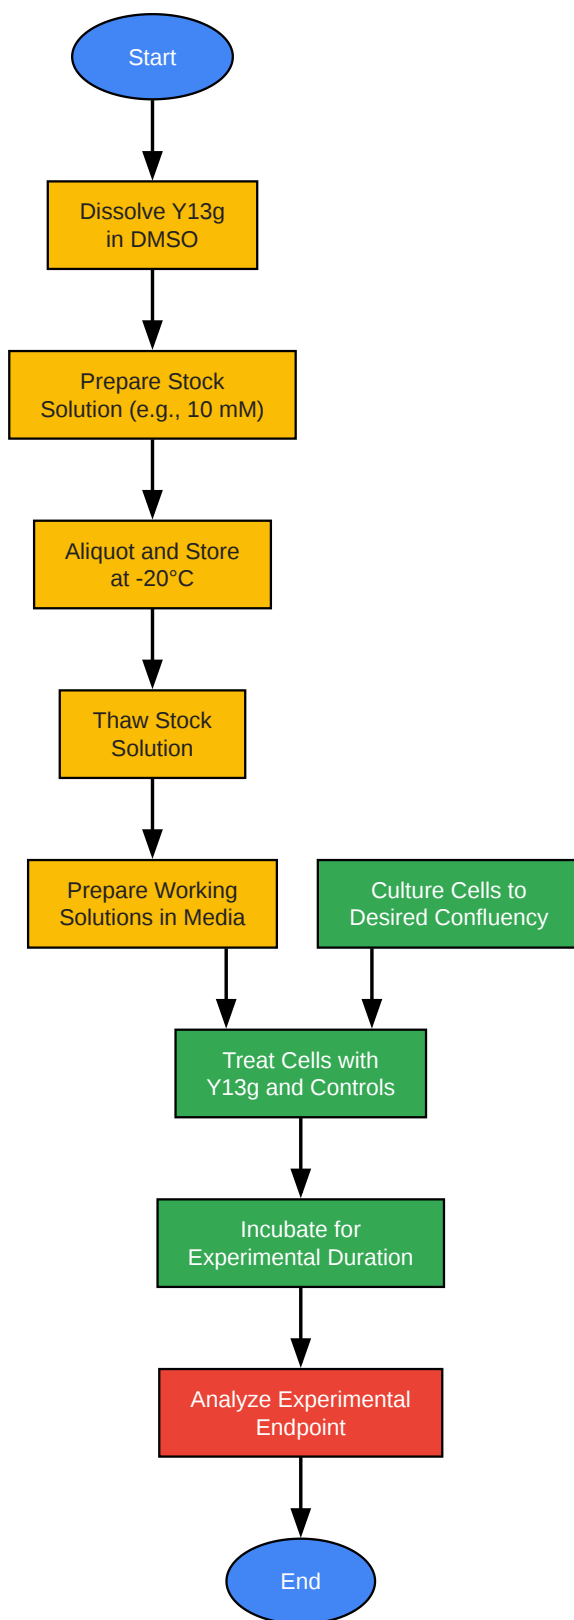 Start
Dissolve Y13g
in DMSO
Prepare Stock
Solution (e.g., 10 mM)
Aliquot and Store
at -20°C
Thaw Stock
Solution
Prepare Working
Solutions in Media
Culture Cells to
Desired Confluency
Treat Cells with
Y13g and Controls
Incubate for
Experimental Duration
Analyze Experimental
Endpoint
End